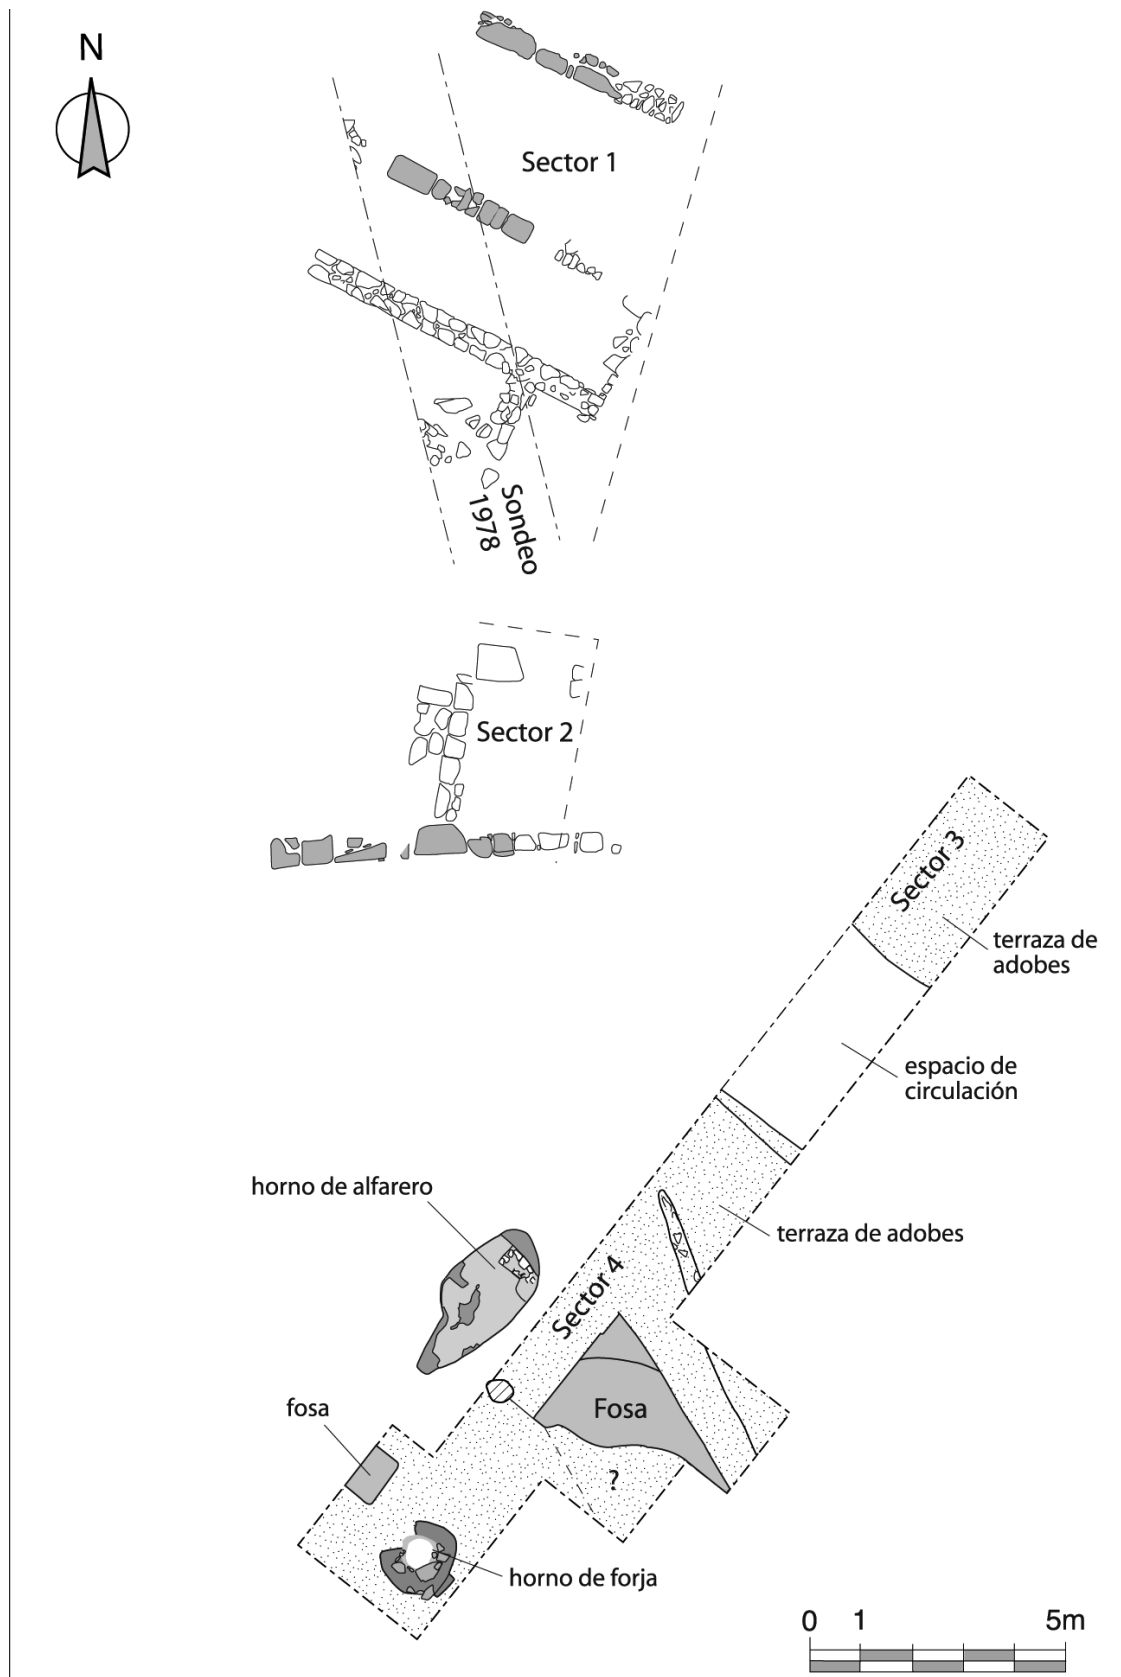 N
Sector 1
Sondeo
1978
Sector 2
Sector 3
terraza de
adobes
espacio de
circulación
horno de alfarero
terraza de adobes
Sector 4
fosa
Fosa
?
horno de forja
0 1 5m